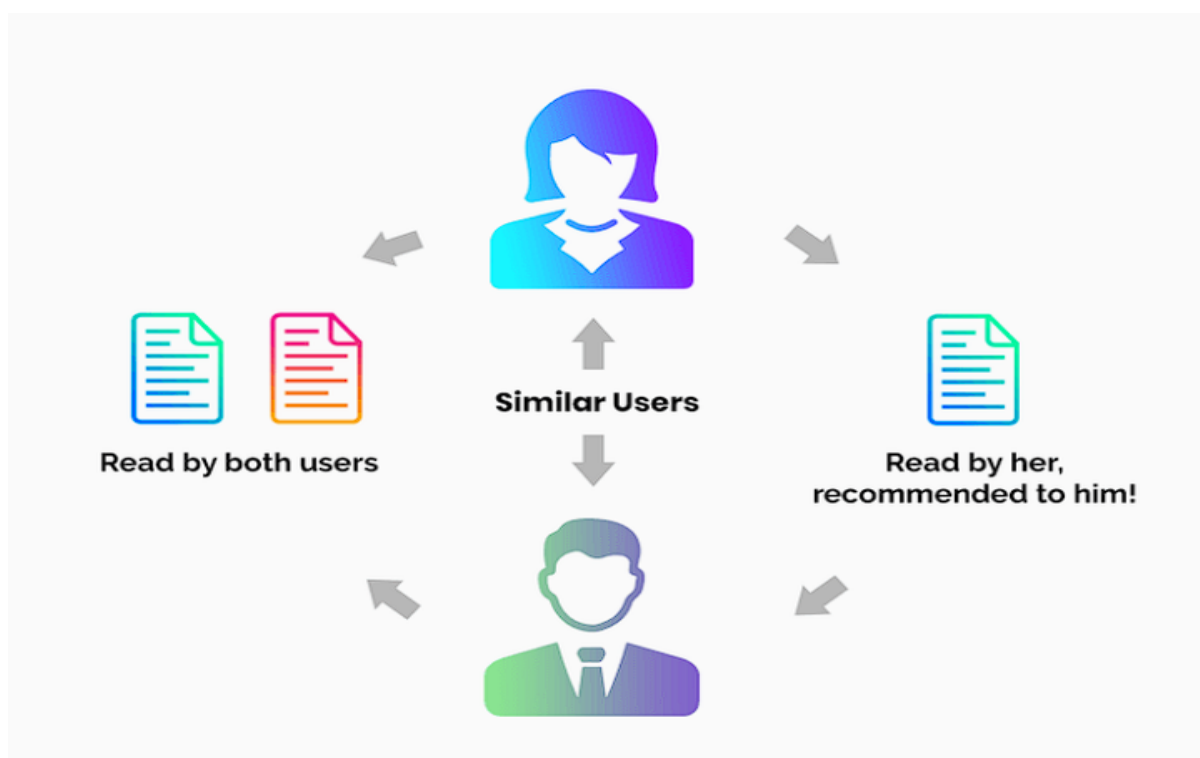 Similar Users
Read by both users
Read by her,
recommended to him!